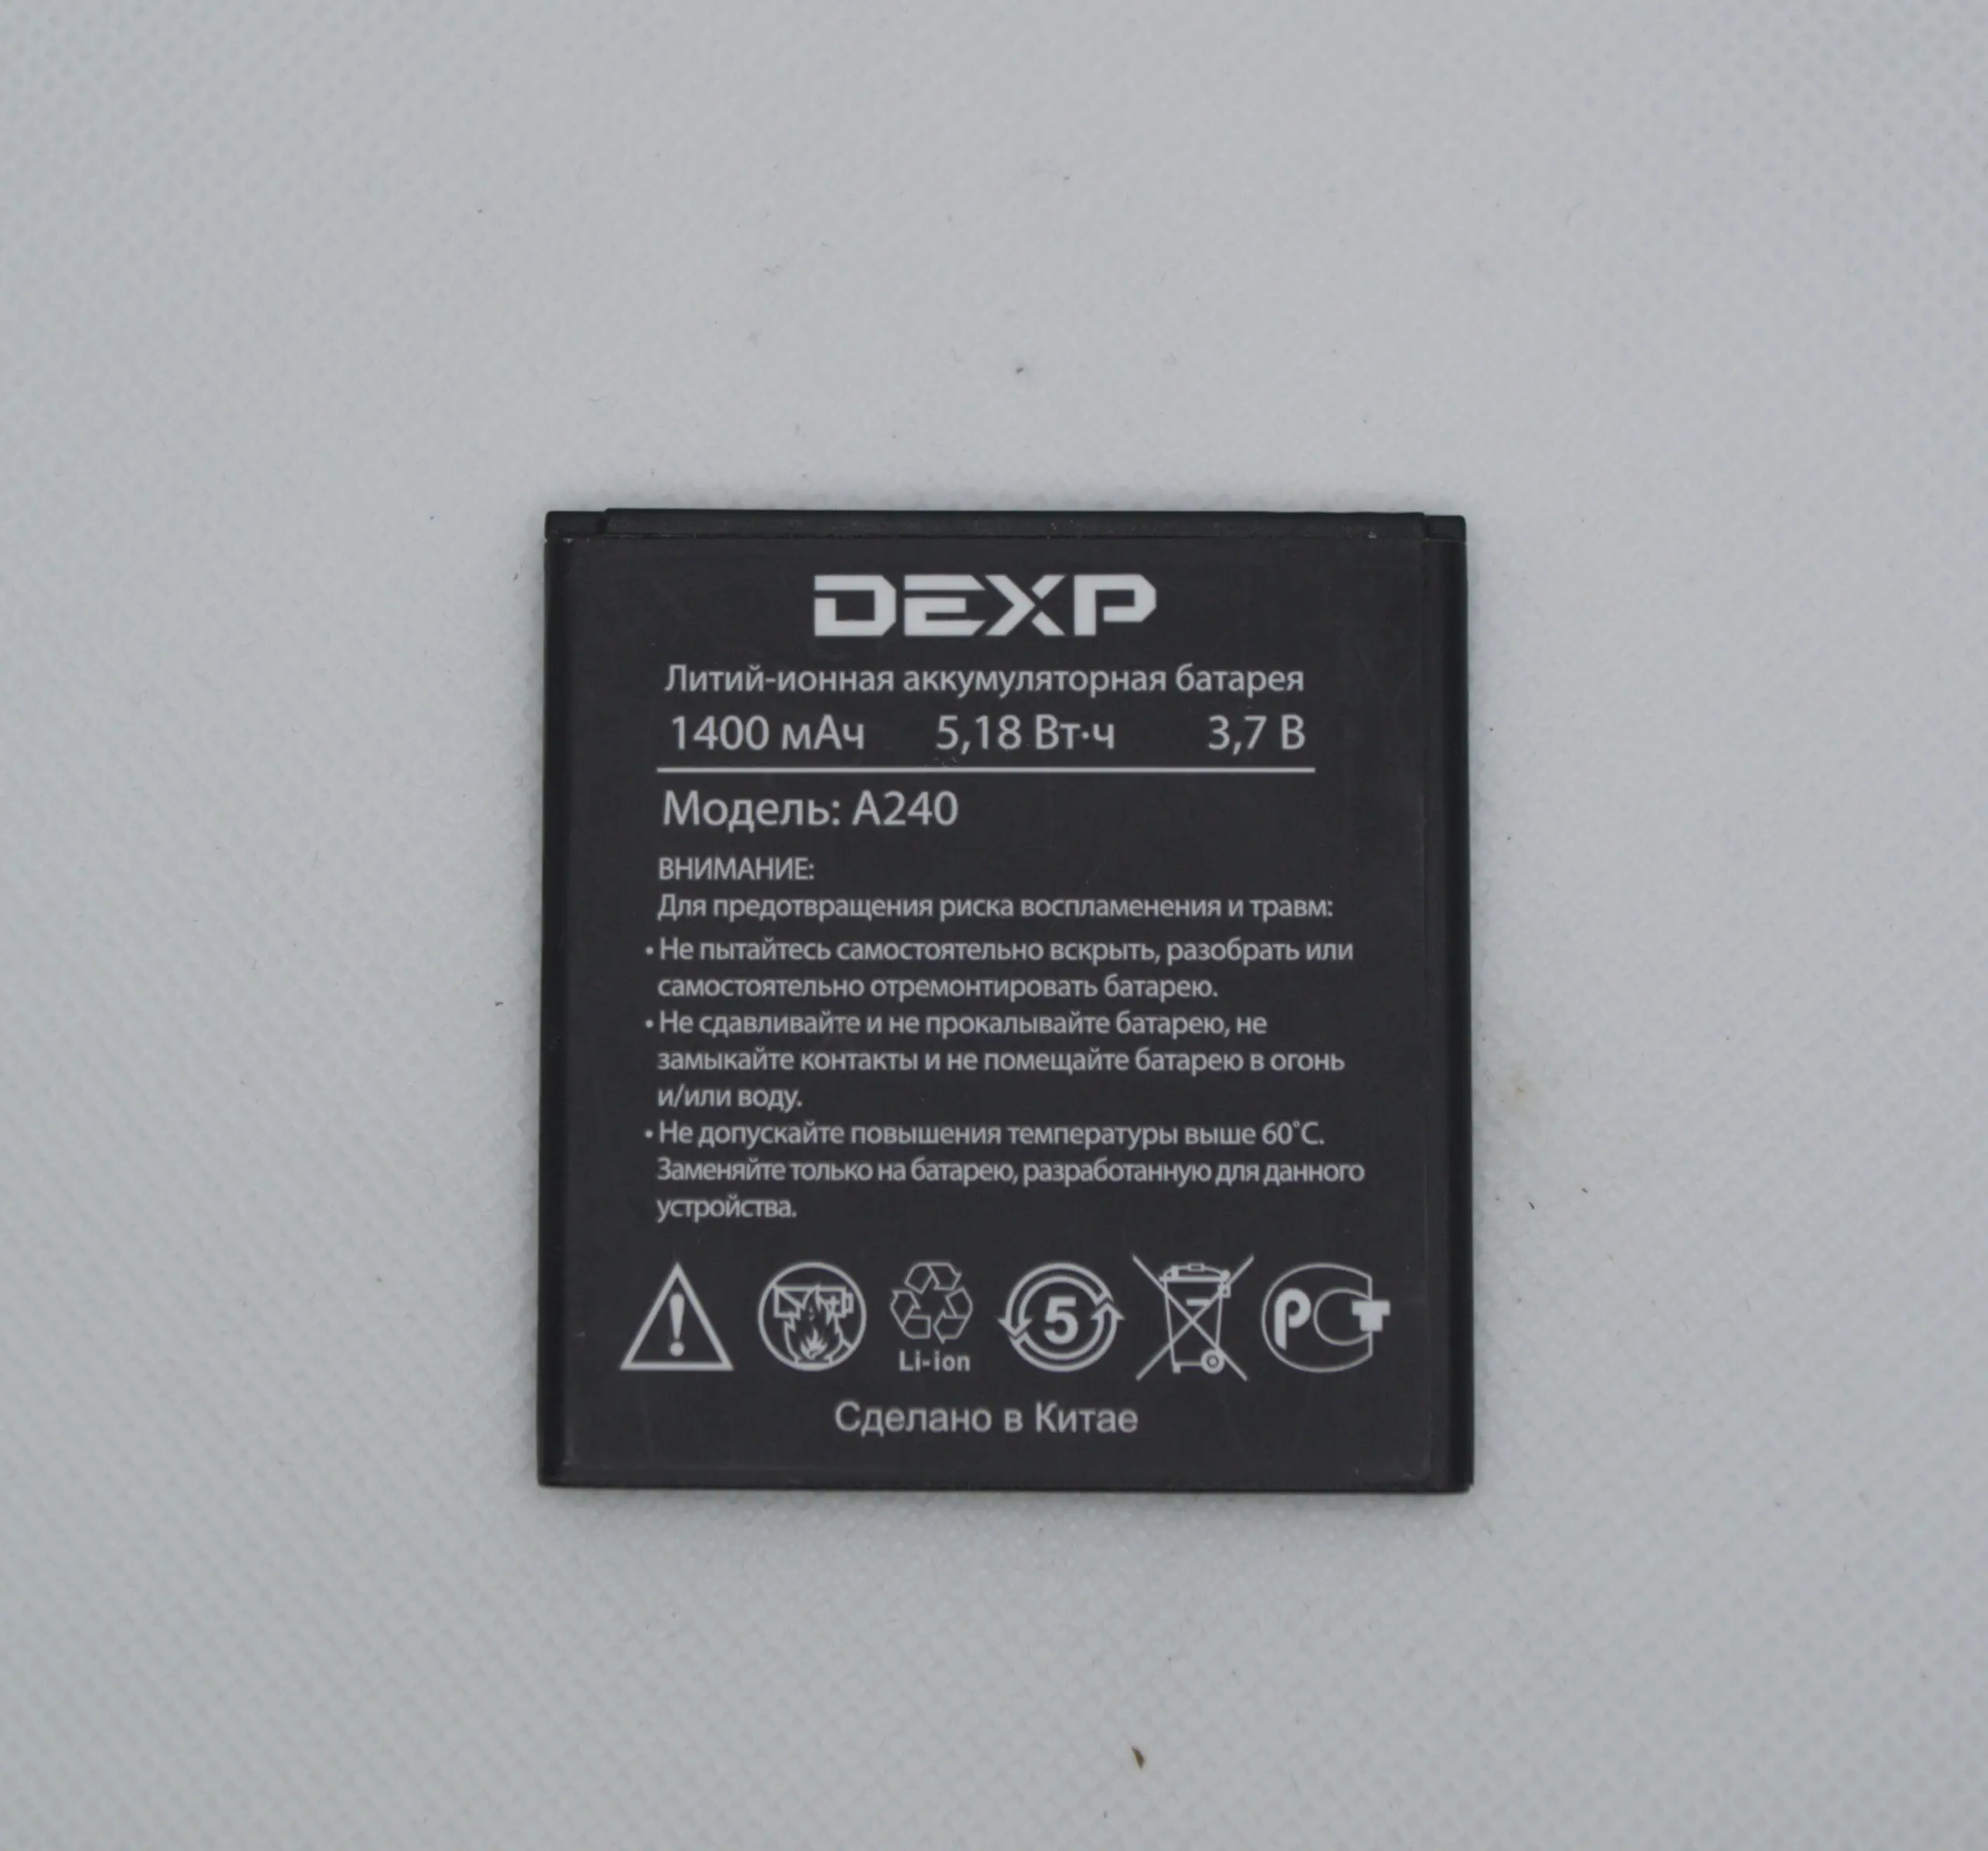 DEXP
Литий-ионная аккумуляторная батарея
1400 мАч 5,18 Вт·ч 3,7 В
Модель: А240
ВНИМАНИЕ:
Для предотвращения риска воспламенения и травм:
• Не пытайтесь самостоятельно вскрыть, разобрать или
самостоятельно отремонтировать батарею.
• Не сдавливайте и не прокалывайте батарею, не
замыкайте контакты и не помещайте батарею в огонь
и/или воду.
• Не допускайте повышения температуры выше 60˚С.
Заменяйте только на батарею, разработанную для данного
устройства.
5 РСТ
Li-ion
Сделано в Китае